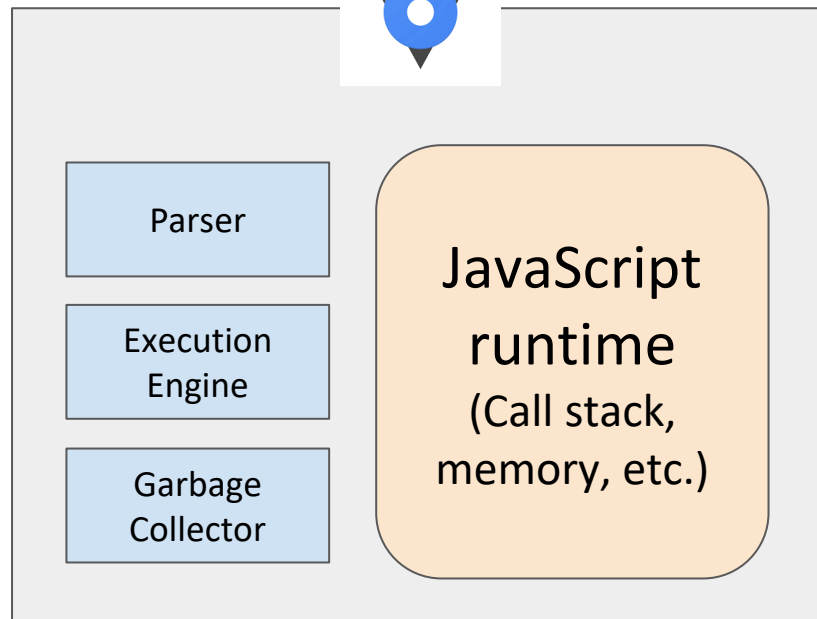 Parser
Execution
Engine
Garbage
Collector
JavaScript
runtime
(Call stack,
memory, etc.)